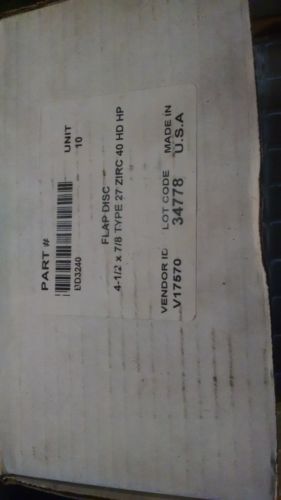 PART #
UNIT
BD3240
10
FLAP DISC
4-1/2 x 7/8 TYPE 27 ZIRC 40 HD HP
VENDOR ID LOT CODE MADE IN
V17570 34778 U.S.A